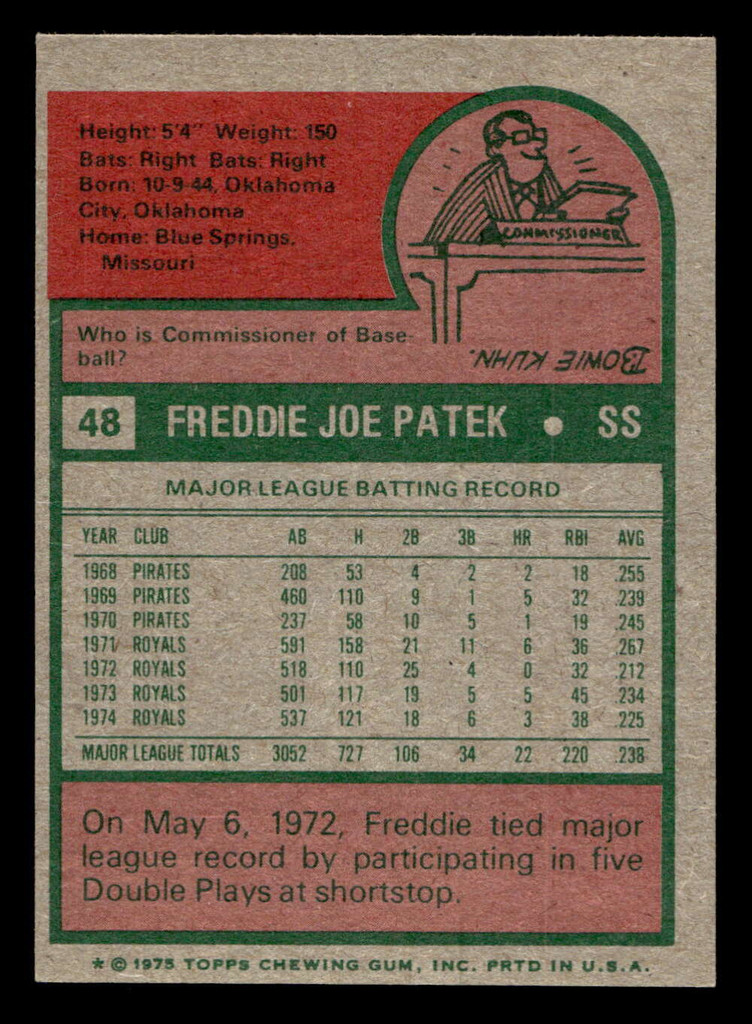 Height: 5'4" Weight: 150
Bats: Right Bats: Right
Born: 10-9-44, Oklahoma
City, Oklahoma
Home: Blue Springs,
Missouri
COMMISSIONER
Who is Commissioner of Base-
ball?
BOWIE KUHN.
48 FREDDIE JOE PATEK • SS
MAJOR LEAGUE BATTING RECORD
YEAR CLUB AB H 2B 3B HR RBI AVG
1968 PIRATES 208 53 4 2 2 18 .255
1969 PIRATES 460 110 9 1 5 32 .239
1970 PIRATES 237 58 10 5 1 19 .245
1971 ROYALS 591 158 21 11 6 36 .267
1972 ROYALS 518 110 25 4 0 32 .212
1973 ROYALS 501 117 19 5 5 45 .234
1974 ROYALS 537 121 18 6 3 38 .225
MAJOR LEAGUE TOTALS 3052 727 106 34 22 220 .238
On May 6, 1972, Freddie tied major
league record by participating in five
Double Plays at shortstop.
* © 1975 TOPPS CHEWING GUM, INC. PRTD IN U.S.A.